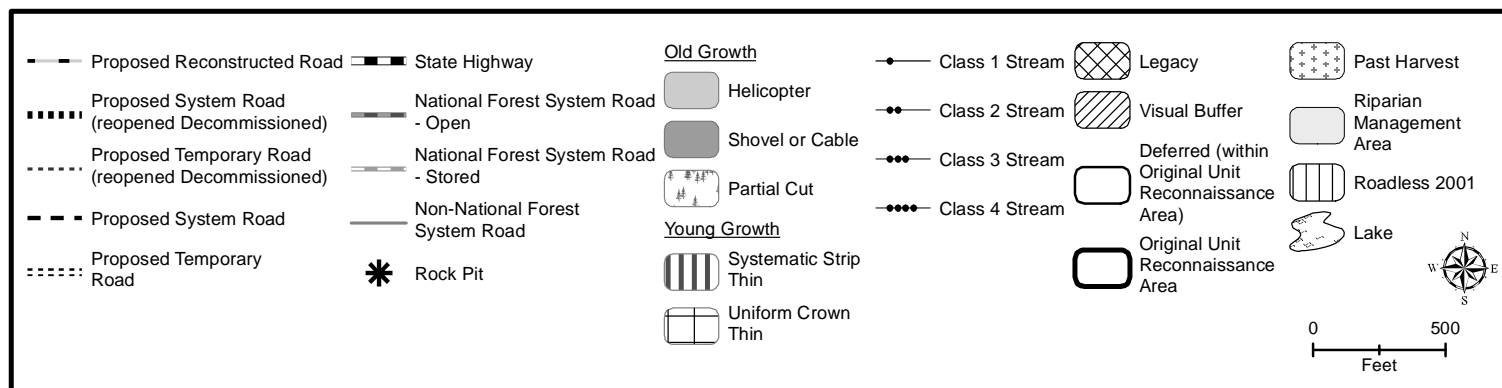 Proposed Reconstructed Road
Proposed System Road
(reopened Decommissioned)
Proposed Temporary Road
(reopened Decommissioned)
Proposed System Road
Proposed Temporary
Road
State Highway
National Forest System Road
- Open
National Forest System Road
- Stored
Non-National Forest
System Road
Rock Pit
Old Growth
Helicopter
Shovel or Cable
Partial Cut
Young Growth
Systematic Strip
Thin
Uniform Crown
Thin
Class 1 Stream
Class 2 Stream
Class 3 Stream
Class 4 Stream
Legacy
Visual Buffer
Deferred (within
Original Unit
Reconnaissance
Area)
Original Unit
Reconnaissance
Area
Past Harvest
Riparian
Management
Area
Roadless 2001
Lake
N
W E
S
0 500
Feet